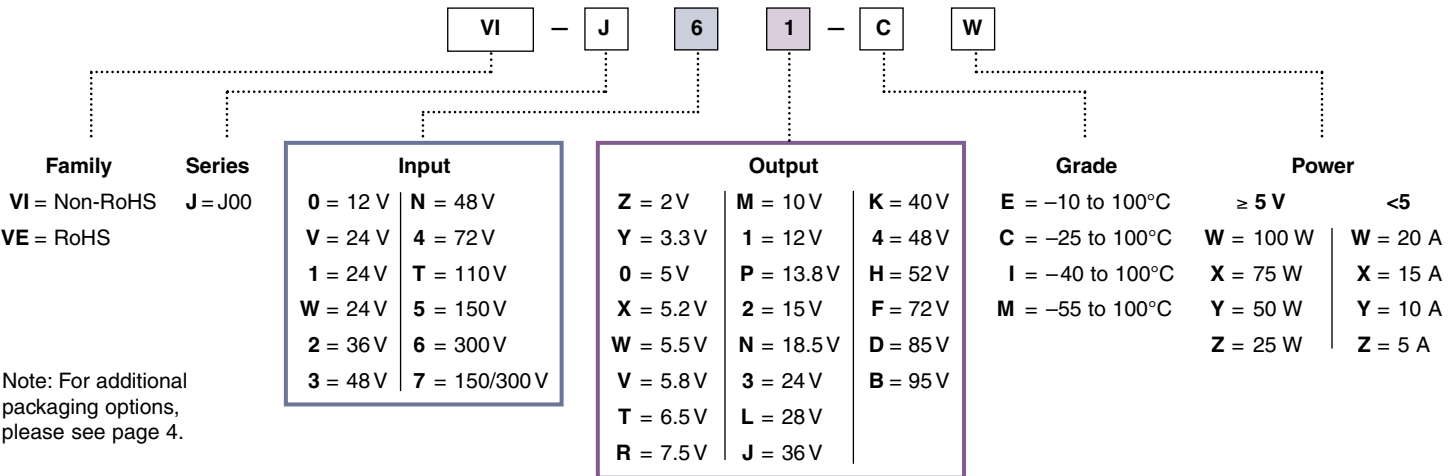 VI – J 6 1 – C W
Family Series Input Output Grade Power
VI = Non-RoHS
VE = RoHS
J = J00
0 = 12 V N = 48 V
V = 24 V 4 = 72 V
1 = 24 V T = 110 V
W = 24 V 5 = 150 V
2 = 36 V 6 = 300 V
3 = 48 V 7 = 150/300 V
Z = 2 V M = 10 V K = 40 V
Y = 3.3 V 1 = 12 V 4 = 48 V
0 = 5 V P = 13.8 V H = 52 V
X = 5.2 V 2 = 15 V F = 72 V
W = 5.5 V N = 18.5 V D = 85 V
V = 5.8 V 3 = 24 V B = 95 V
T = 6.5 V L = 28 V
R = 7.5 V J = 36 V
E = –10 to 100°C
C = –25 to 100°C
I = –40 to 100°C
M = –55 to 100°C
≥ 5 V <5
W = 100 W W = 20 A
X = 75 W X = 15 A
Y = 50 W Y = 10 A
Z = 25 W Z = 5 A
Note: For additional
packaging options,
please see page 4.